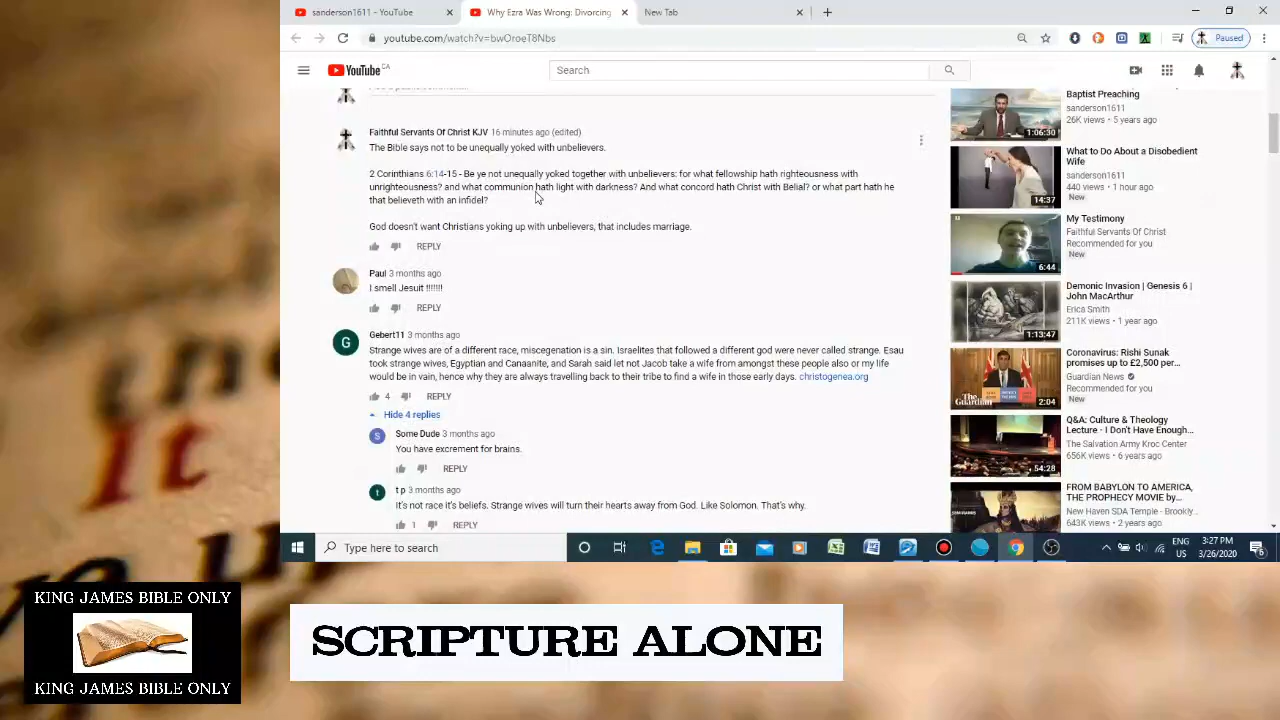 sanderson1611 - YouTube
Why Ezra Was Wrong: Divorcing
New Tab
youtube.com/watch?v=bwOroeT8Nbs
Paused
YouTube CA
Search
Faithful Servants Of Christ KJV 16 minutes ago (edited)
The Bible says not to be unequally yoked with unbelievers.
2 Corinthians 6:14-15 - Be ye not unequally yoked together with unbelievers: for what fellowship hath righteousness with
unrighteousness? and what communion hath light with darkness? And what concord hath Christ with Belial? or what part hath he
that believeth with an infidel?
God doesn't want Christians yoking up with unbelievers, that includes marriage.
REPLY
Paul 3 months ago
I smell Jesuit !!!!!!!
REPLY
G
Gebert11 3 months ago
Strange wives are of a different race, miscegenation is a sin. Israelites that followed a different god were never called strange. Esau
took strange wives, Egyptian and Canaanite, and Sarah said let not Jacob take a wife from amongst these people also or my life
would be in vain, hence why they are always travelling back to their tribe to find a wife in those early days. christogenea.org
4 REPLY
Hide 4 replies
S
Some Dude 3 months ago
You have excrement for brains.
REPLY
t
t p 3 months ago
It's not race it's beliefs. Strange wives will turn their hearts away from God. Like Solomon. That's why.
1 REPLY
Baptist Preaching
sanderson1611
26K views • 5 years ago
1:06:30
What to Do About a Disobedient
Wife
440 views • 1 hour ago
New
14:37
My Testimony
Faithful Servants Of Christ
Recommended for you
New
6:44
Demonic Invasion | Genesis 6 |
John MacArthur
Erica Smith
211K views • 1 year ago
1:13:47
Coronavirus: Rishi Sunak
promises up to £2,500 per...
Guardian News
Recommended for you
New
The Guardian
2:04
Q&A: Culture & Theology
Lecture - I Don't Have Enough...
The Salvation Army Kroc Center
656K views • 6 years ago
54:28
FROM BABYLON TO AMERICA,
THE PROPHECY MOVIE by...
New Haven SDA Temple - Brookly...
643K views • 2 years ago
Type here to search
ENG
US
3:27 PM
3/26/2020
It
KING JAMES BIBLE ONLY
KING JAMES BIBLE ONLY
SCRIPTURE ALONE